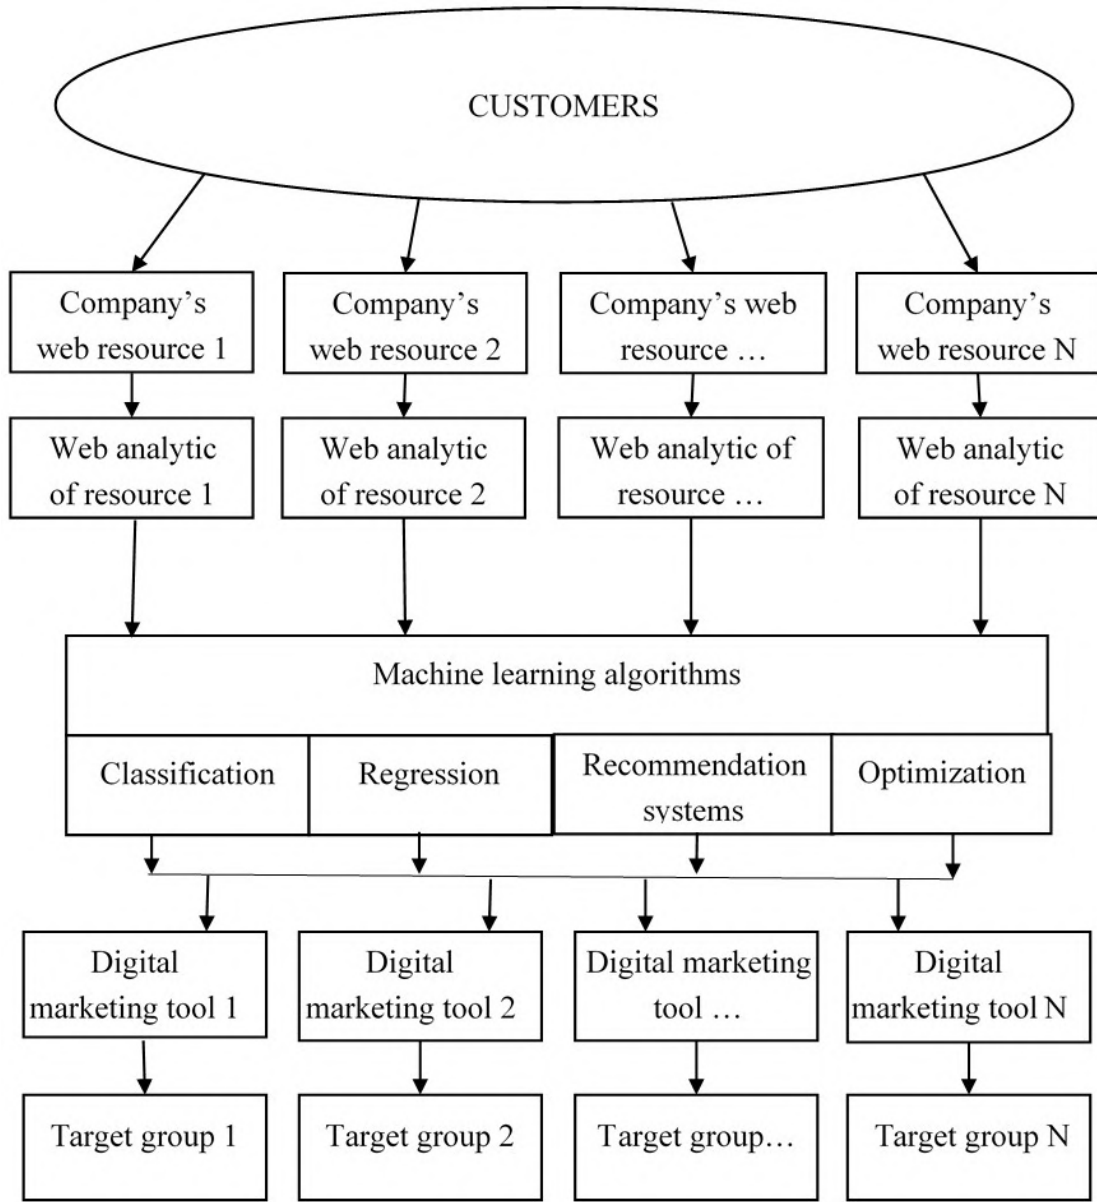 CUSTOMERS
Company’s
web resource 1
Company’s
web resource 2
Company’s web
resource …
Company’s
web resource N
Web analytic
of resource 1
Web analytic
of resource 2
Web analytic of
resource …
Web analytic
of resource N
Machine learning algorithms
Classification
Regression
Recommendation
systems
Optimization
Digital
marketing tool 1
Digital
marketing tool 2
Digital marketing
tool …
Digital
marketing tool N
Target group 1
Target group 2
Target group…
Target group N